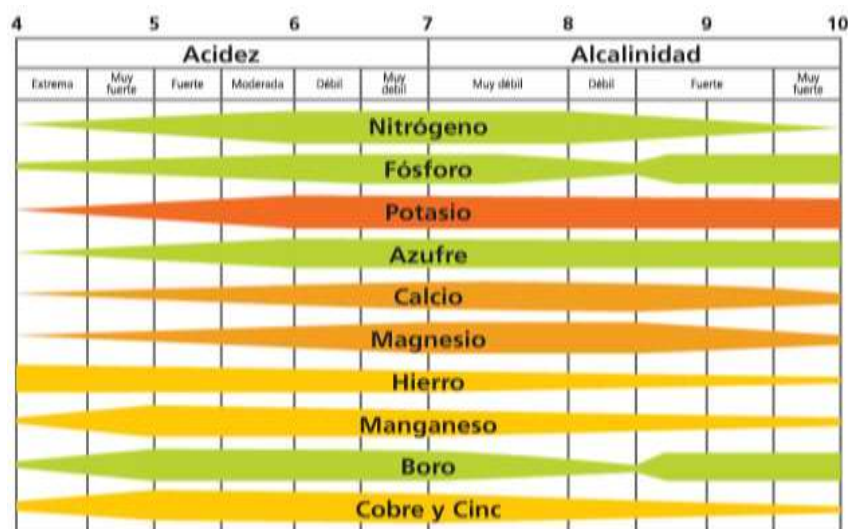 4 5 6 7 8 9 10
Acidez Alcalinidad
Extrema Muy fuerte Fuerte Moderada Débil Muy debil Muy débil Débil Fuerte Muy fuerte
Nitrógeno
Fósforo
Potasio
Azufre
Calcio
Magnesio
Hierro
Manganeso
Boro
Cobre y Cinc